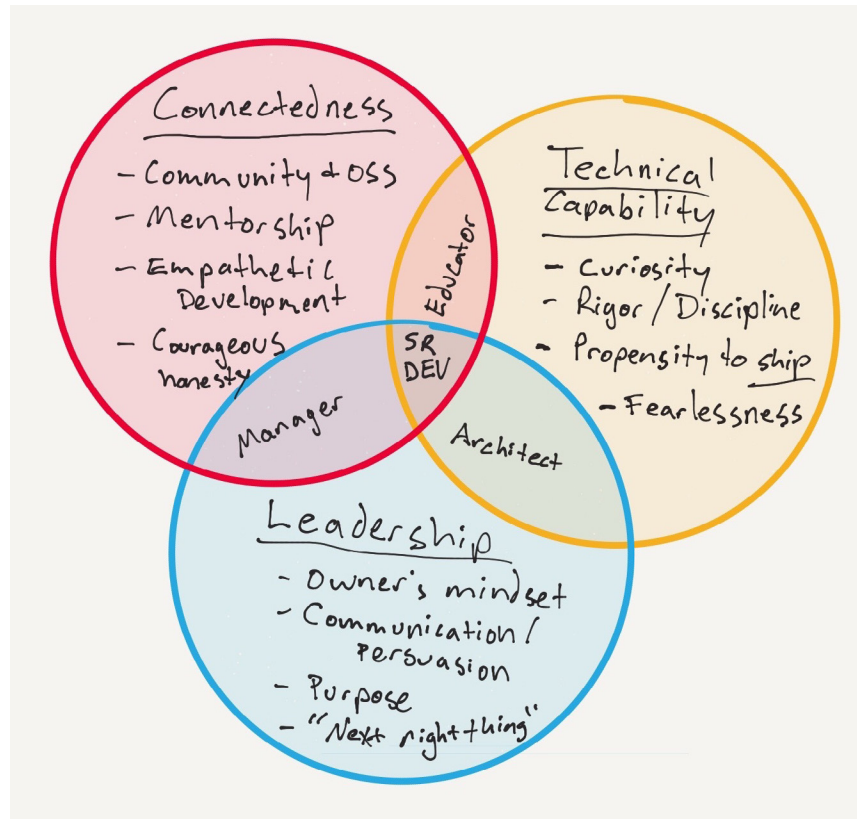 Connectedness
- Community + OSS
- Mentorship
- Empathetic
Development
- Courageous
honesty
Technical
Capability
- Curiosity
- Rigor / Discipline
- Propensity to ship
- Fearlessness
Educator
SR
DEV
Manager
Architect
Leadership
- Owner's mindset
- Communication /
Persuasion
- Purpose
- "Next right thing"